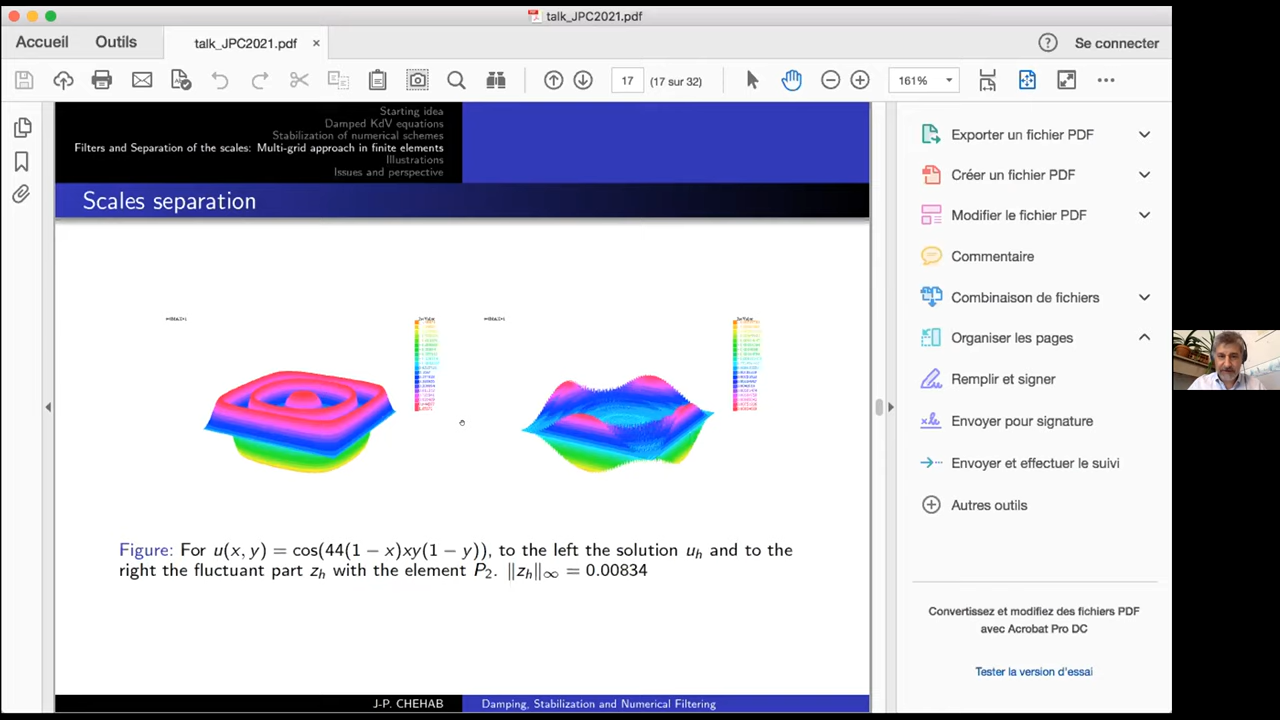 talk_JPC2021.pdf
Accueil
Outils
talk_JPC2021.pdf ×
Se connecter
17
(17 sur 32)
161%
Starting idea
Damped KdV equations
Stabilization of numerical schemes
Filters and Separation of the scales: Multi-grid approach in finite elements
Illustrations
Issues and perspective
Scales separation
Figure: For u(x, y) = cos(44(1 − x)xy(1 − y)), to the left the solution u_h and to the
right the fluctuant part z_h with the element P_2. ‖z_h‖_∞ = 0.00834
J-P. CHEHAB
Damping, Stabilization and Numerical Filtering
Exporter un fichier PDF
Créer un fichier PDF
Modifier le fichier PDF
Commentaire
Combinaison de fichiers
Organiser les pages
Remplir et signer
Envoyer pour signature
Envoyer et effectuer le suivi
Autres outils
Convertissez et modifiez des fichiers PDF
avec Acrobat Pro DC
Tester la version d'essai